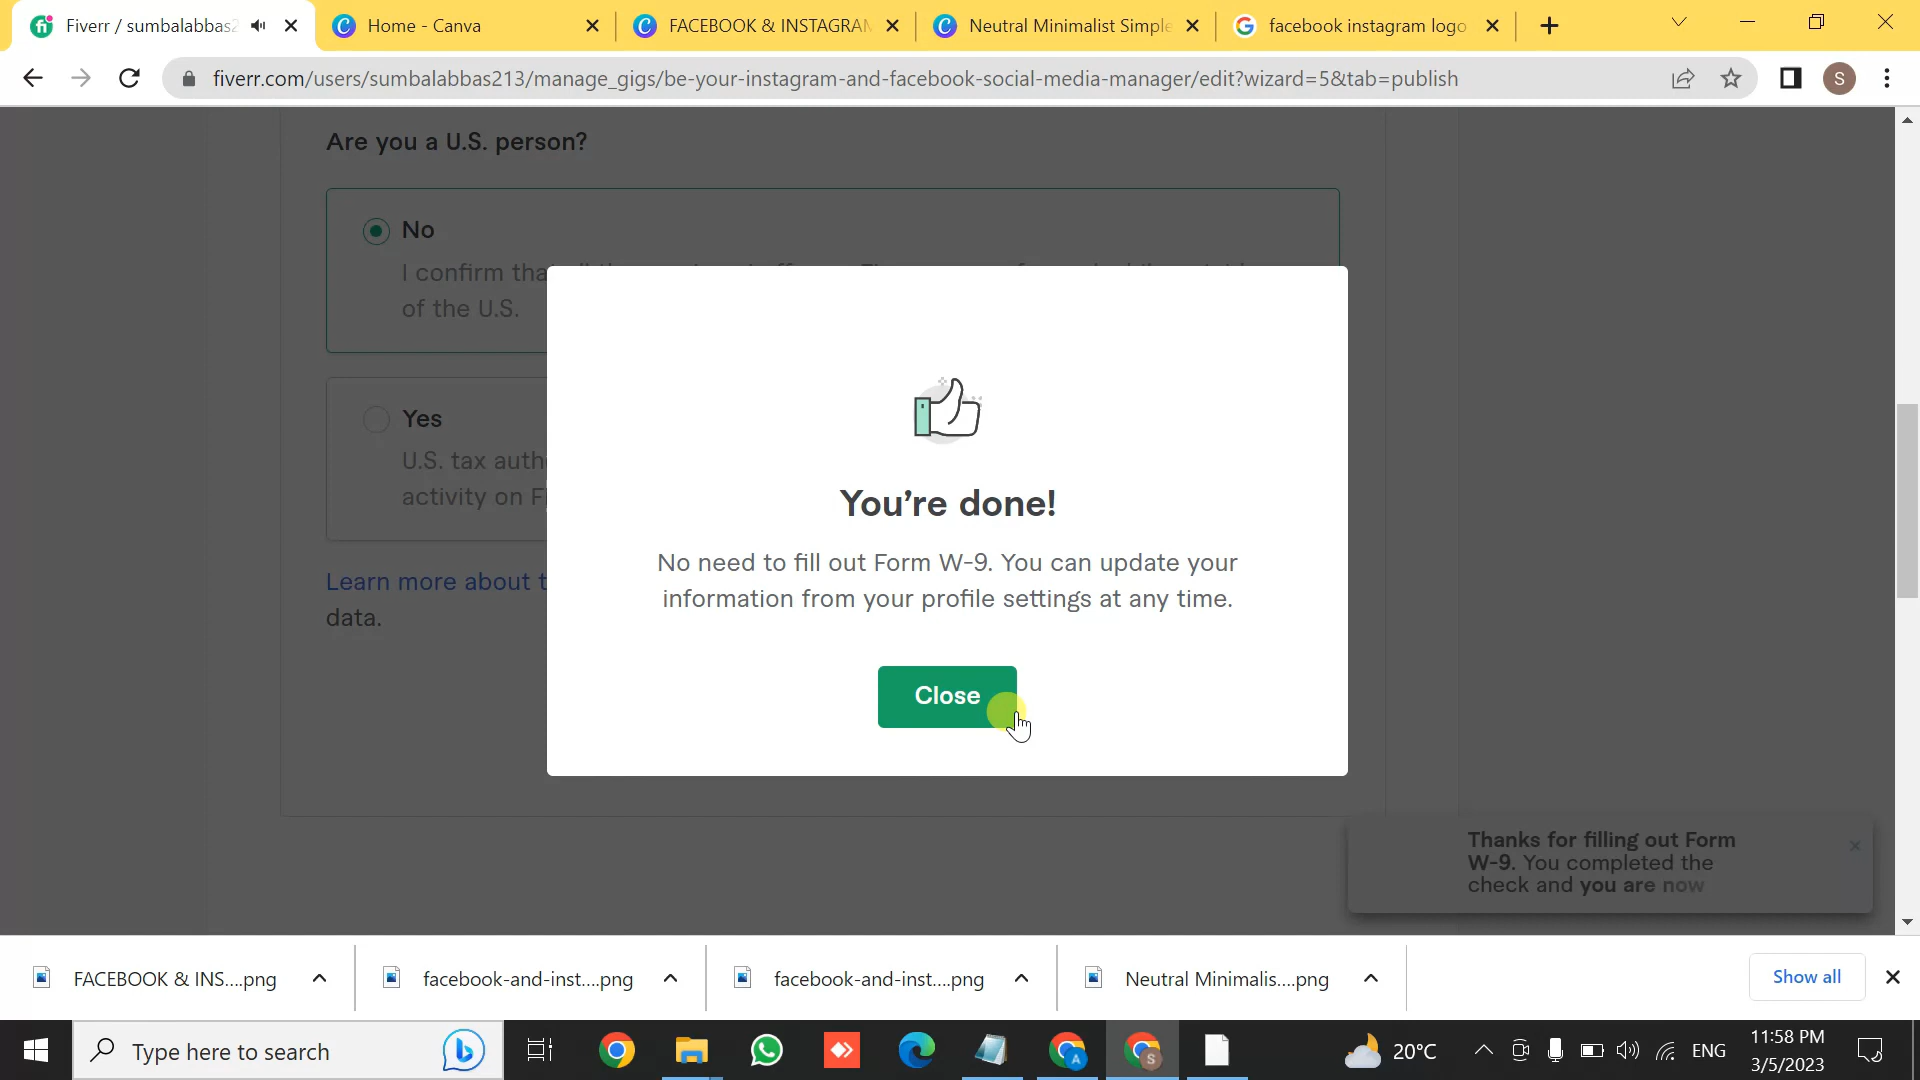 Fiverr / sumbalabbas2
Home - Canva
FACEBOOK & INSTAGRAM
Neutral Minimalist Simple
facebook instagram logo
fiverr.com/users/sumbalabbas213/manage_gigs/be-your-instagram-and-facebook-social-media-manager/edit?wizard=5&tab=publish
S
Are you a U.S. person?
No
I confirm that
of the U.S.
Yes
U.S. tax auth
activity on F
Learn more about t
data.
You're done!
No need to fill out Form W-9. You can update your
information from your profile settings at any time.
Close
Thanks for filling out Form
W-9. You completed the
check and you are now
FACEBOOK & INS....png
facebook-and-inst....png
facebook-and-inst....png
Neutral Minimalis....png
Show all
Type here to search
A
S
20°C
ENG
11:58 PM
3/5/2023